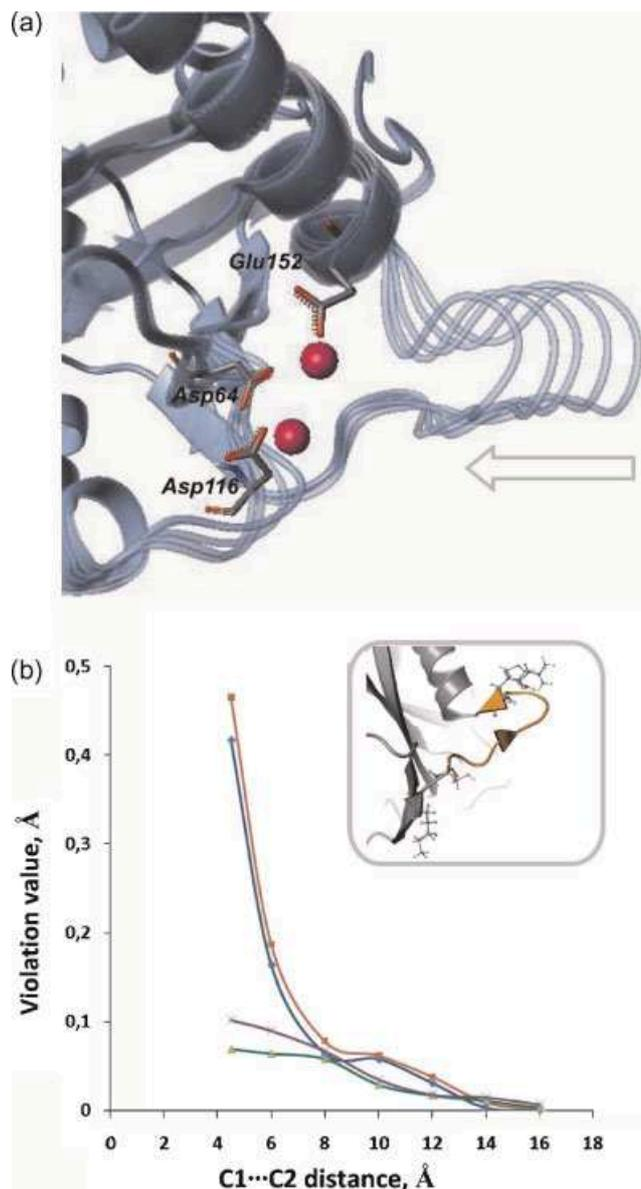 (a)
Glu152
Asp64
Asp116
(b)
0,5
0,4
0,3
0,2
0,1
0
Violation value, Å
0 2 4 6 8 10 12 14 16 18
C1···C2 distance, Å